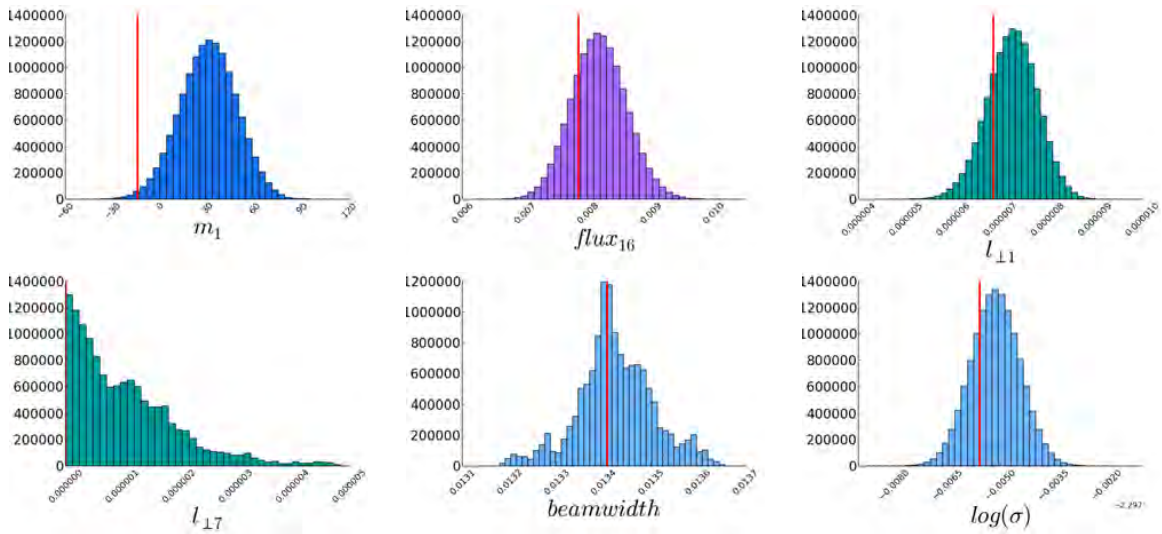 1400000 1400000 1400000
1200000 1200000 1200000
1000000 1000000 1000000
800000 800000 800000
600000 600000 600000
400000 400000 400000
200000 200000 200000
0 0 0
−60 −30 0 30 60 90 120 0.006 0.007 0.008 0.009 0.010 0.000004 0.000005 0.000006 0.000007 0.000008 0.000009 0.000010
m₁ flux₁₆ l⊥₁
1400000 1200000 1400000
1200000 1000000 1200000
1000000 800000 1000000
800000 600000 800000
600000 400000 600000
400000 200000 400000
200000 0 200000
0 0
0.000000 0.000001 0.000002 0.000003 0.000004 0.000005 0.0131 0.0132 0.0133 0.0134 0.0135 0.0136 0.0137 −0.0080 −0.0065 −0.0050 −0.0035 −0.0020
−2.297
l⊥₇ beamwidth log(σ)